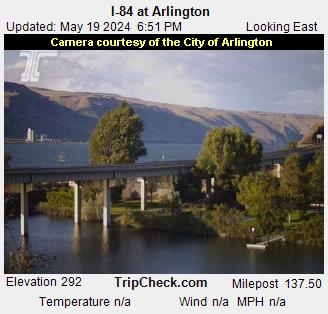 I-84 at Arlington
Updated: May 19 2024 6:51 PM Looking East
Camera courtesy of the City of Arlington
Elevation 292 TripCheck.com Milepost 137.50
Temperature n/a Wind n/a MPH n/a